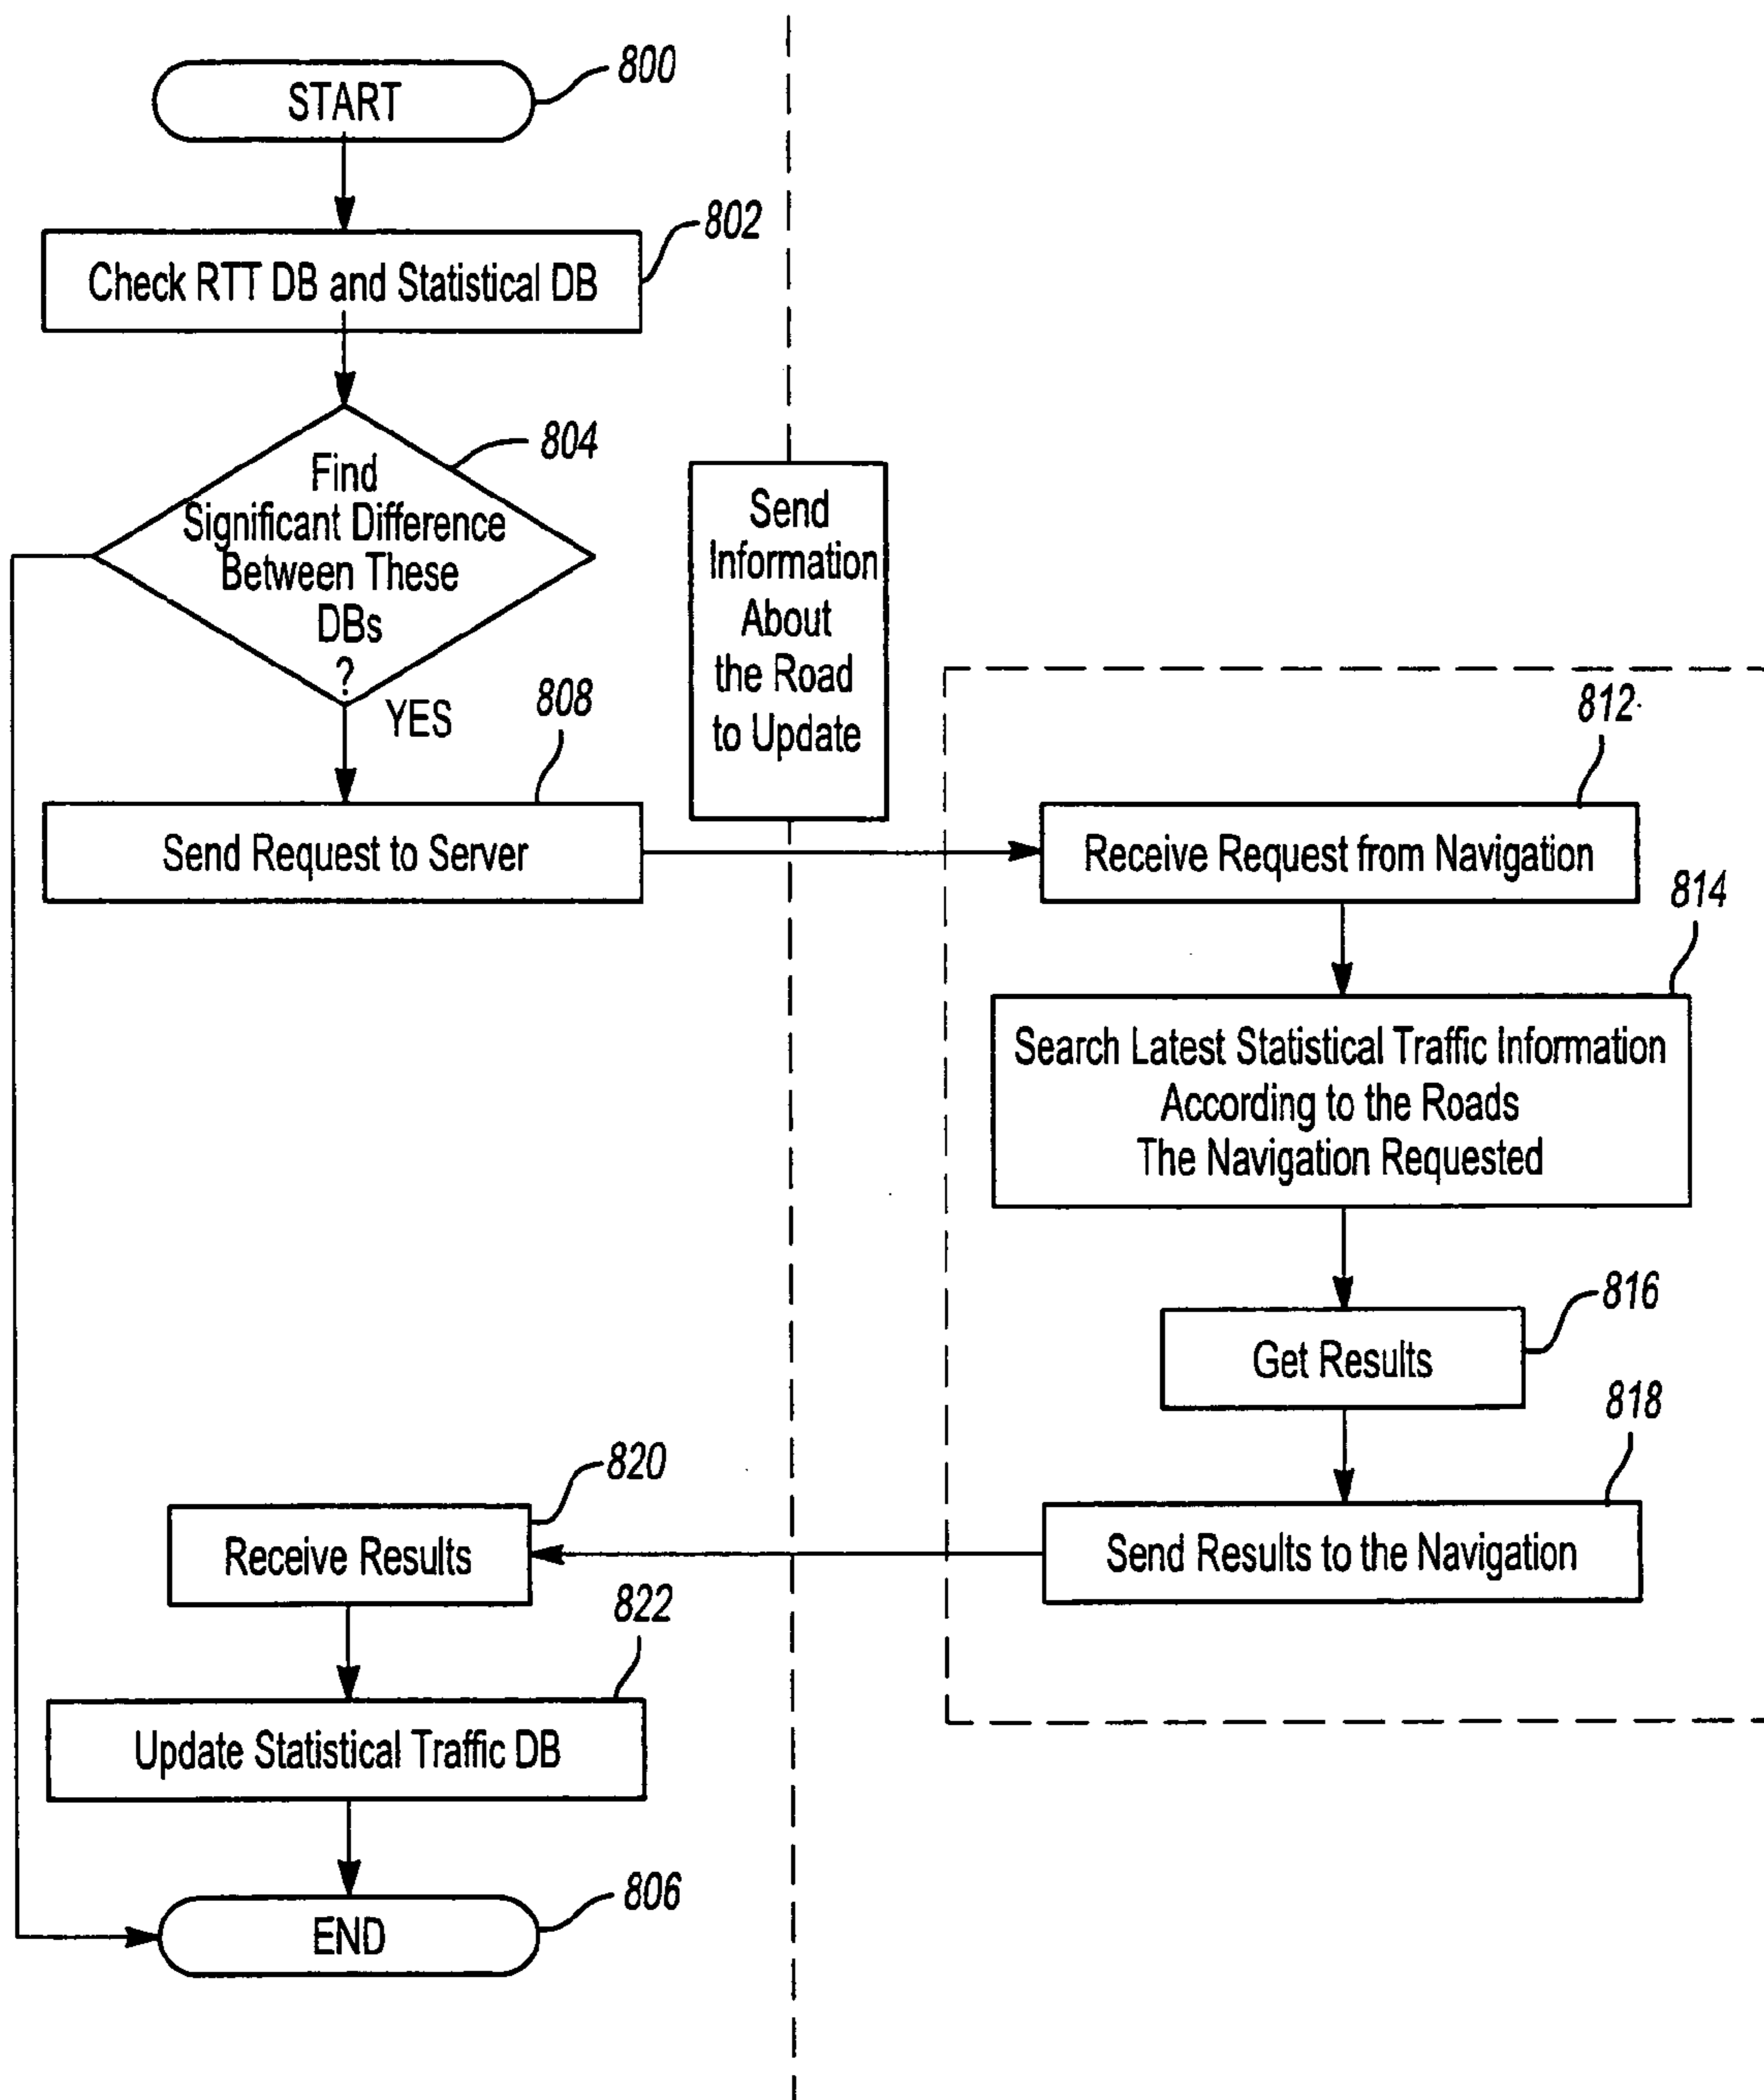 START
800
Check RTT DB and Statistical DB
802
Find
Significant Difference
Between These
DBs
?
804
YES
Send
Information
About
the Road
to Update
808
Send Request to Server
812
Receive Request from Navigation
814
Search Latest Statistical Traffic Information
According to the Roads
The Navigation Requested
816
Get Results
818
Send Results to the Navigation
820
Receive Results
822
Update Statistical Traffic DB
806
END